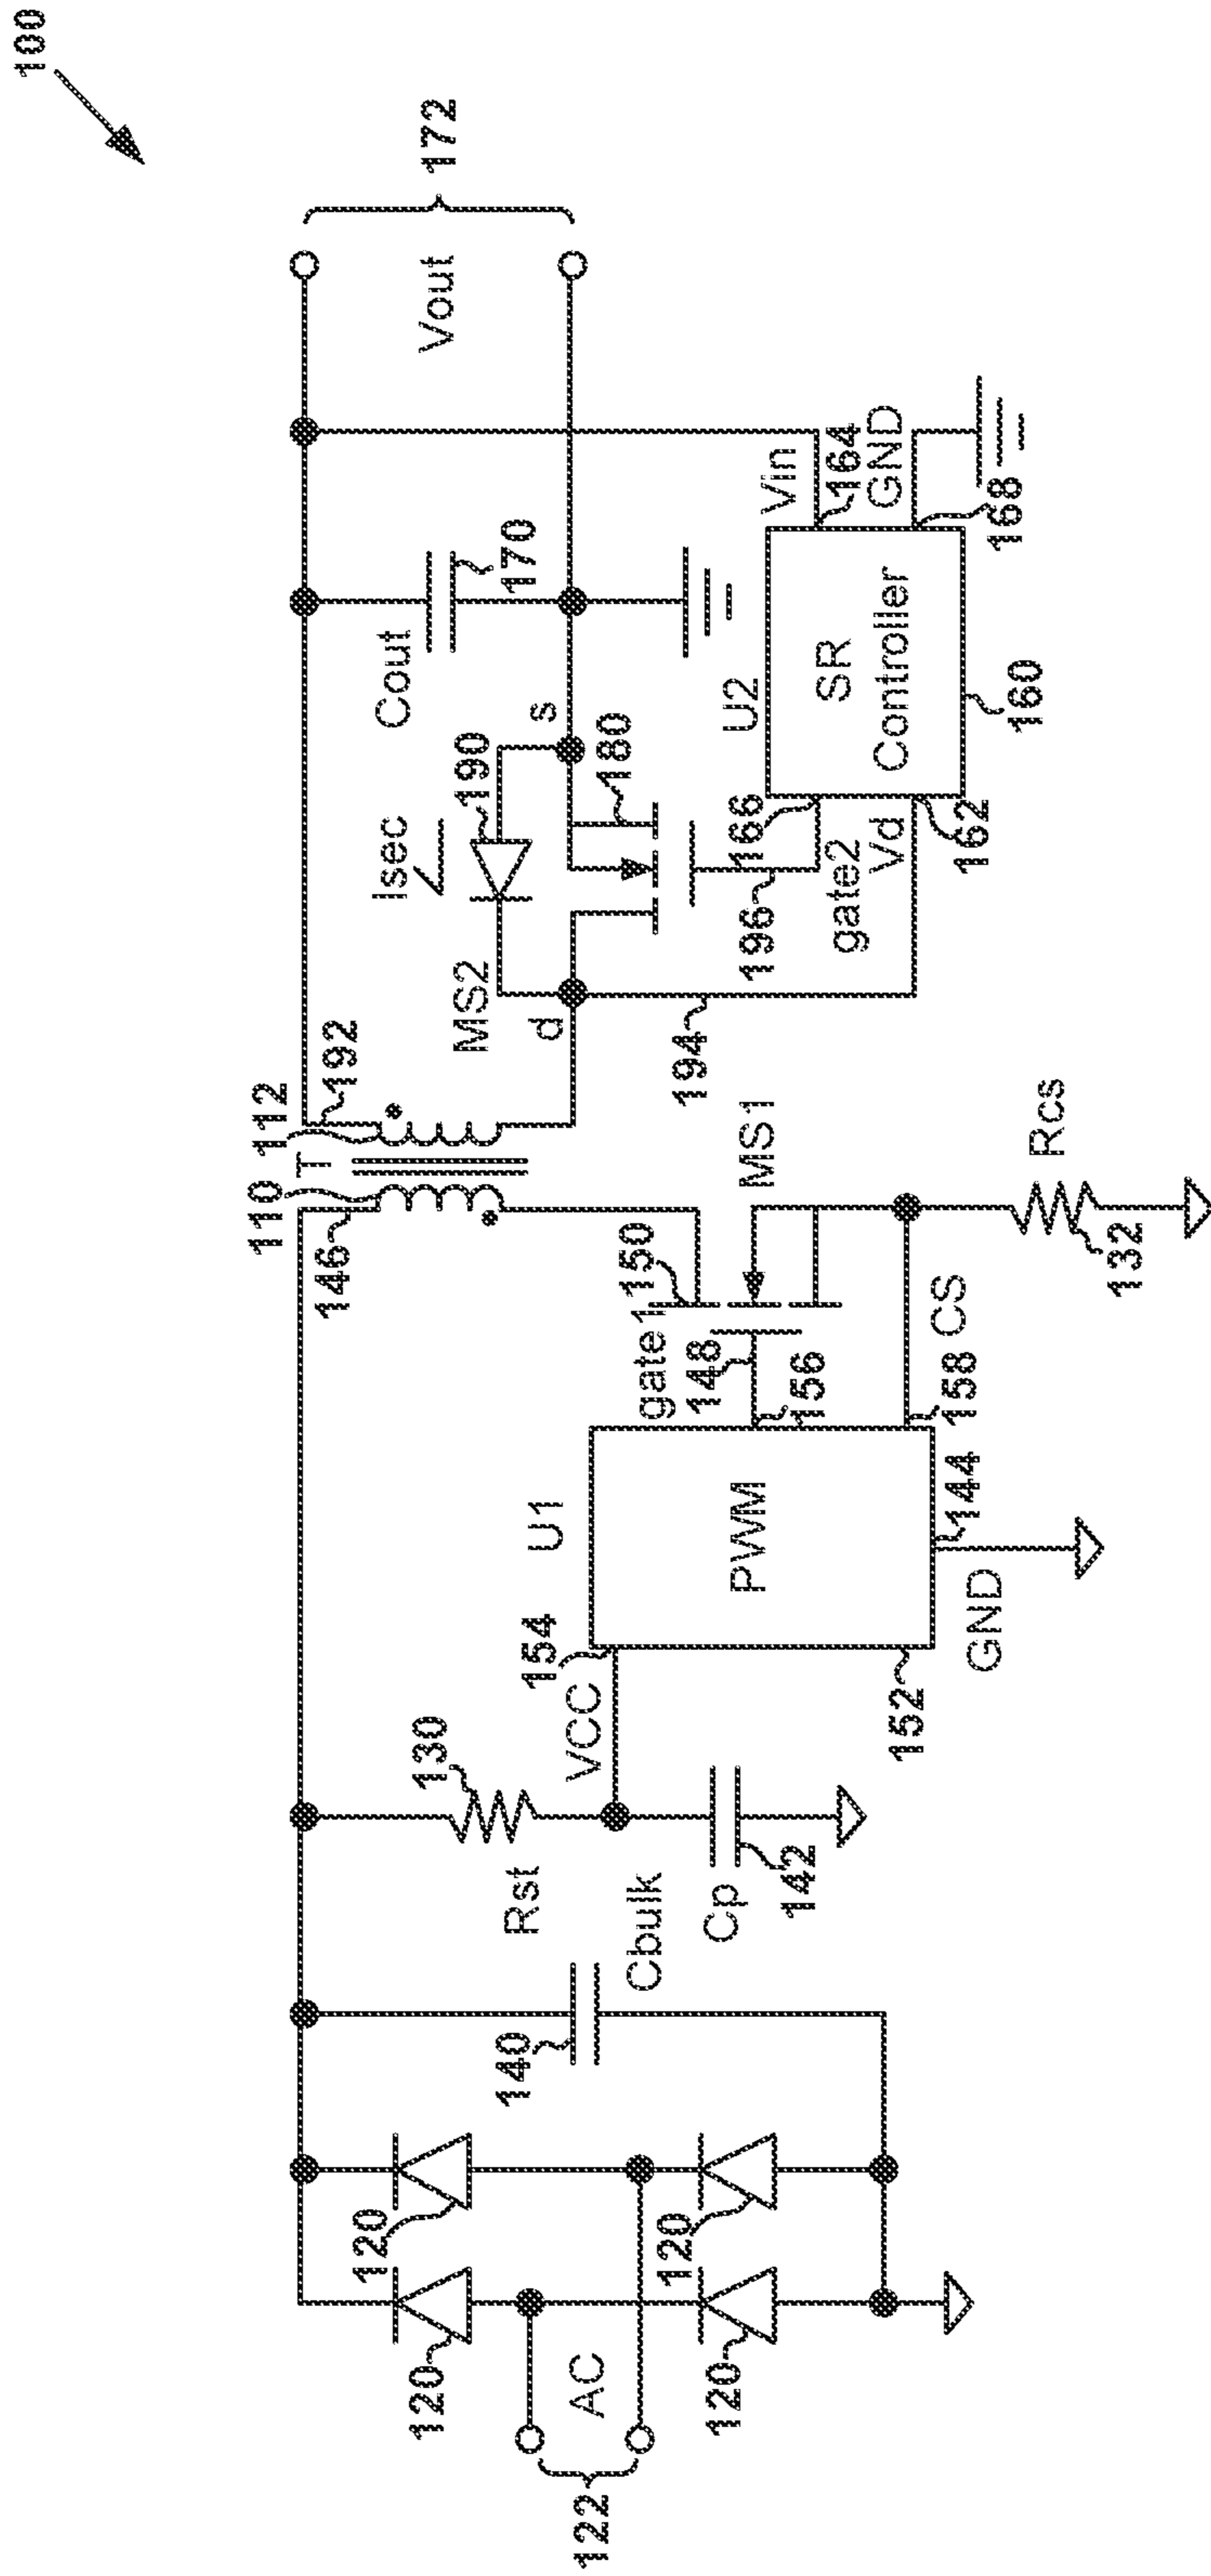 100
172
Vout
110
112
T
192
146
Isec
190
MS2
d
s
Cout
170
180
194
196
166
gate2
Vd
162
U2
SR
Controller
160
Vin
164
GND
168
130
Rst
VCC
154
U1
PWM
152
GND
144
gate1
148
150
156
MS1
CS
158
Rcs
132
Cbulk
140
Cp
142
120
120
120
120
AC
122